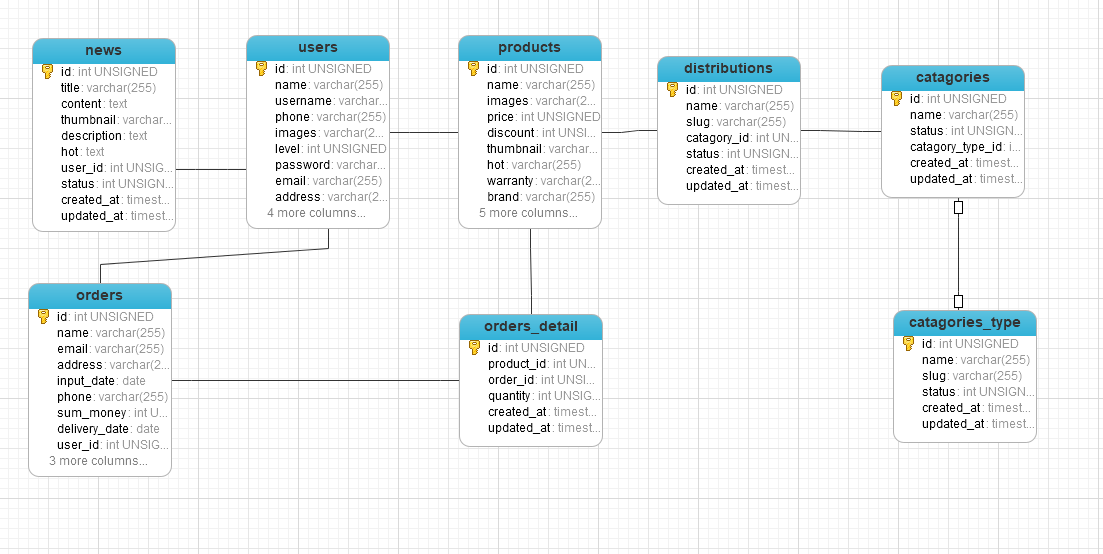 news
id: int UNSIGNED
title: varchar(255)
content: text
thumbnail: varchar...
description: text
hot: text
user_id: int UNSIG...
status: int UNSIGN...
created_at: timest...
updated_at: timest...
users
id: int UNSIGNED
name: varchar(255)
username: varchar...
phone: varchar(255)
images: varchar(2...
level: int UNSIGNED
password: varchar...
email: varchar(255)
address: varchar(2...
4 more columns...
products
id: int UNSIGNED
name: varchar(255)
images: varchar(2...
price: int UNSIGNED
discount: int UNSI...
thumbnail: varchar...
hot: varchar(255)
warranty: varchar(2...
brand: varchar(255)
5 more columns...
distributions
id: int UNSIGNED
name: varchar(255)
slug: varchar(255)
catagory_id: int UN...
status: int UNSIGN...
created_at: timest...
updated_at: timest...
catagories
id: int UNSIGNED
name: varchar(255)
status: int UNSIGN...
catagory_type_id: i...
created_at: timest...
updated_at: timest...
orders
id: int UNSIGNED
name: varchar(255)
email: varchar(255)
address: varchar(2...
input_date: date
phone: varchar(255)
sum_money: int U...
delivery_date: date
user_id: int UNSIG...
3 more columns...
orders_detail
id: int UNSIGNED
product_id: int UN...
order_id: int UNSI...
quantity: int UNSIG...
created_at: timest...
updated_at: timest...
catagories_type
id: int UNSIGNED
name: varchar(255)
slug: varchar(255)
status: int UNSIGN...
created_at: timest...
updated_at: timest...